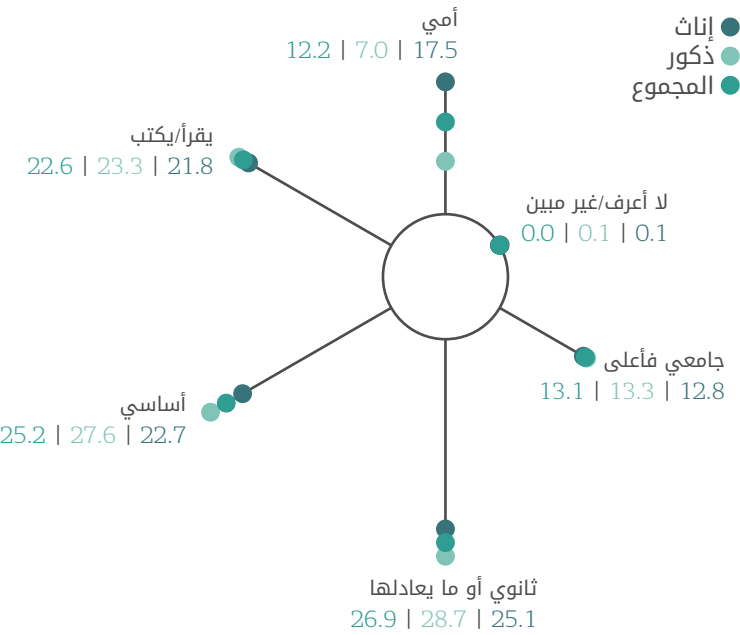 إناث
ذكور
المجموع
أمي
12.2 | 7.0 | 17.5
يقرأ/يكتب
22.6 | 23.3 | 21.8
لا أعرف/غير مبين
0.0 | 0.1 | 0.1
جامعي فأعلى
13.1 | 13.3 | 12.8
أساسي
25.2 | 27.6 | 22.7
ثانوي أو ما يعادلها
26.9 | 28.7 | 25.1